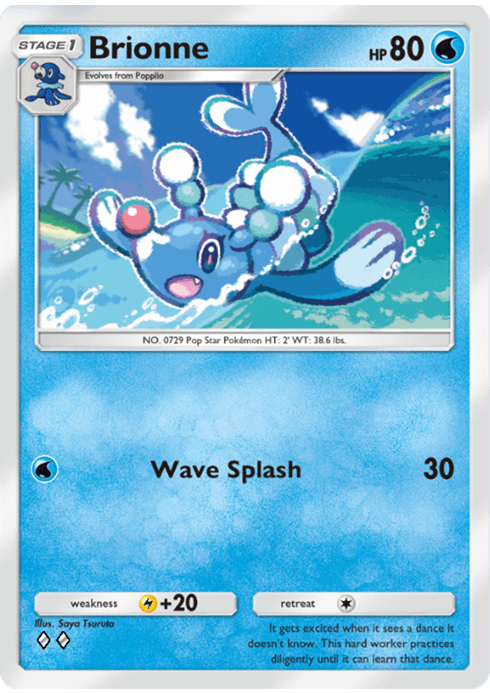 STAGE 1
Brionne
HP 80
Evolves from Popplio
NO. 0729 Pop Star Pokémon HT: 2' WT: 38.6 lbs.
Wave Splash 30
weakness +20
retreat
Illus. Saya Tsuruta
It gets excited when it sees a dance it
doesn't know. This hard worker practices
diligently until it can learn that dance.